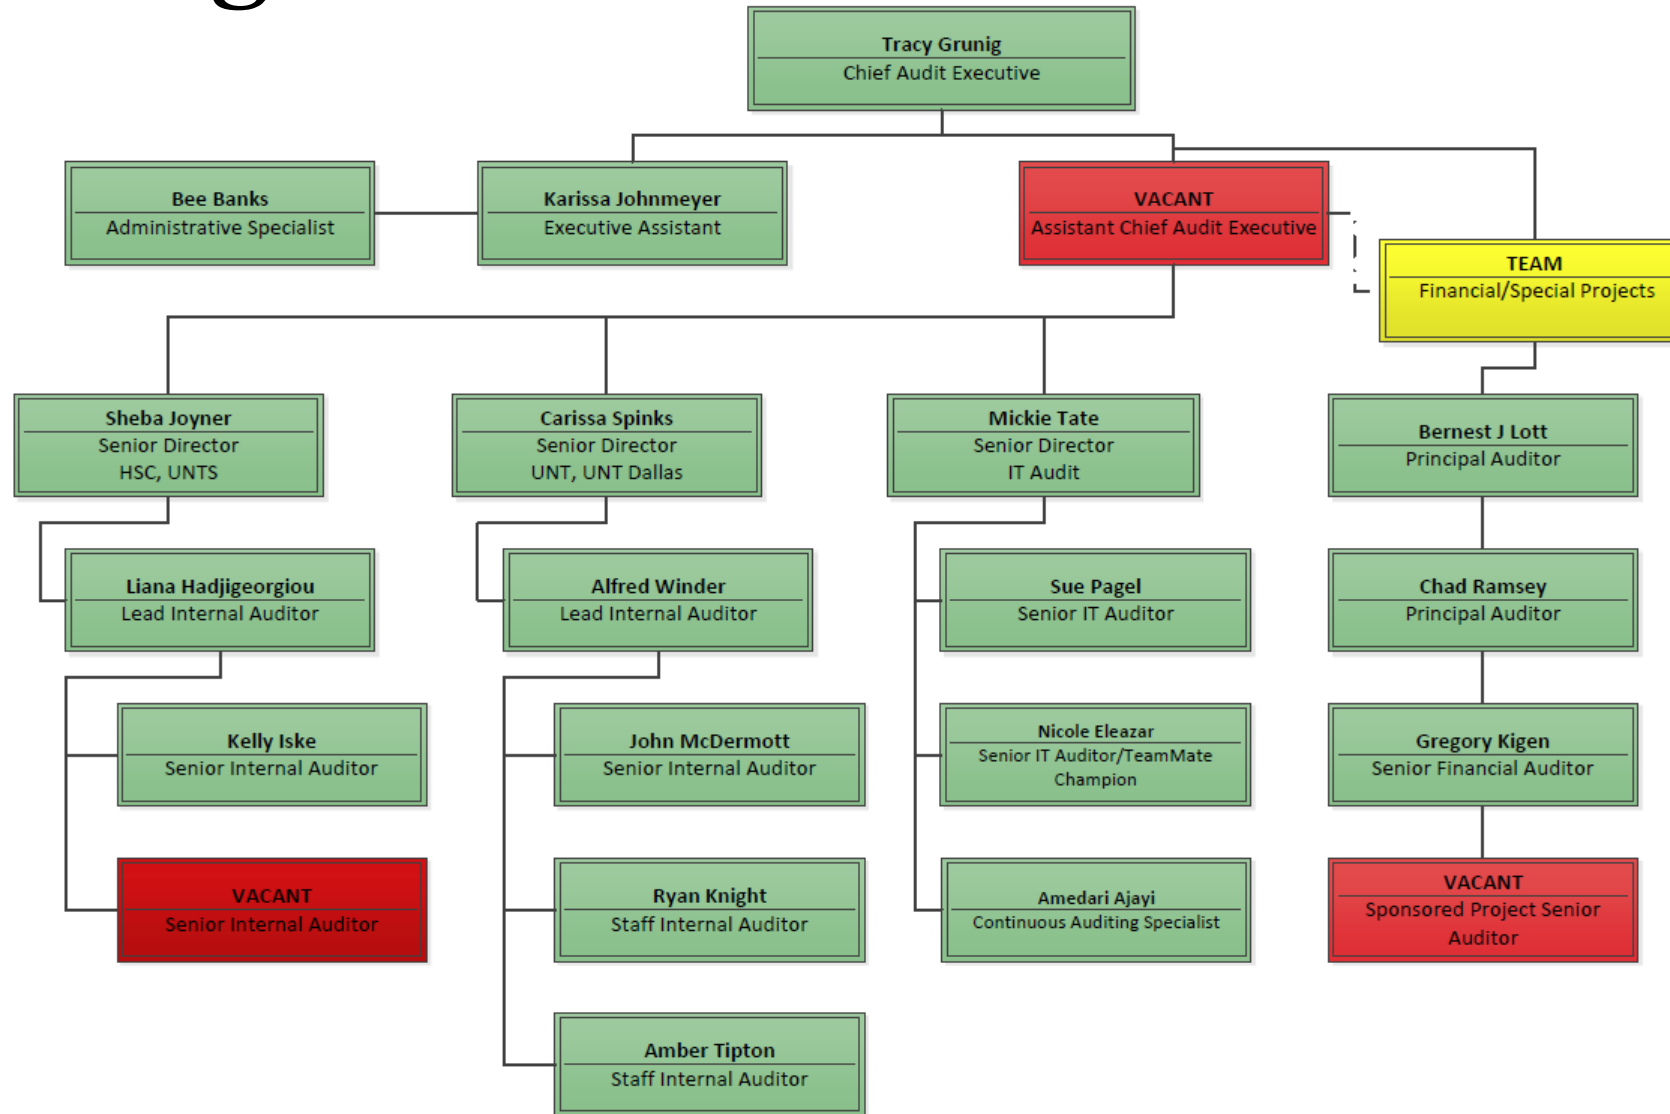 Tracy Grunig
Chief Audit Executive
Bee Banks
Administrative Specialist
Karissa Johnmeyer
Executive Assistant
VACANT
Assistant Chief Audit Executive
TEAM
Financial/Special Projects
Sheba Joyner
Senior Director
HSC, UNTS
Carissa Spinks
Senior Director
UNT, UNT Dallas
Mickie Tate
Senior Director
IT Audit
Bernest J Lott
Principal Auditor
Liana Hadjigeorgiou
Lead Internal Auditor
Alfred Winder
Lead Internal Auditor
Sue Pagel
Senior IT Auditor
Chad Ramsey
Principal Auditor
Kelly Iske
Senior Internal Auditor
John McDermott
Senior Internal Auditor
Nicole Eleazar
Senior IT Auditor/TeamMate
Champion
Gregory Kigen
Senior Financial Auditor
VACANT
Senior Internal Auditor
Ryan Knight
Staff Internal Auditor
Amedari Ajayi
Continuous Auditing Specialist
VACANT
Sponsored Project Senior
Auditor
Amber Tipton
Staff Internal Auditor